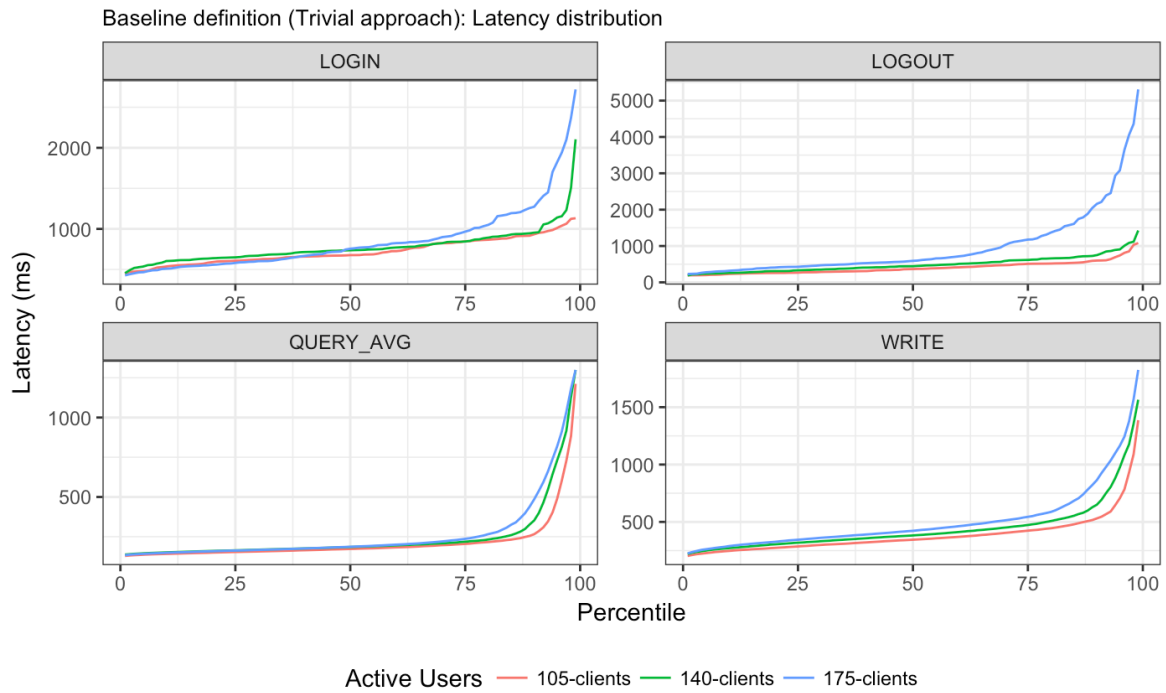 Baseline definition (Trivial approach): Latency distribution
LOGIN
LOGOUT
2000
1000
0 25 50 75 100
5000
4000
3000
2000
1000
0
0 25 50 75 100
Latency (ms)
QUERY_AVG
WRITE
1000
500
0 25 50 75 100
1500
1000
500
0 25 50 75 100
Percentile
Active Users 105-clients 140-clients 175-clients